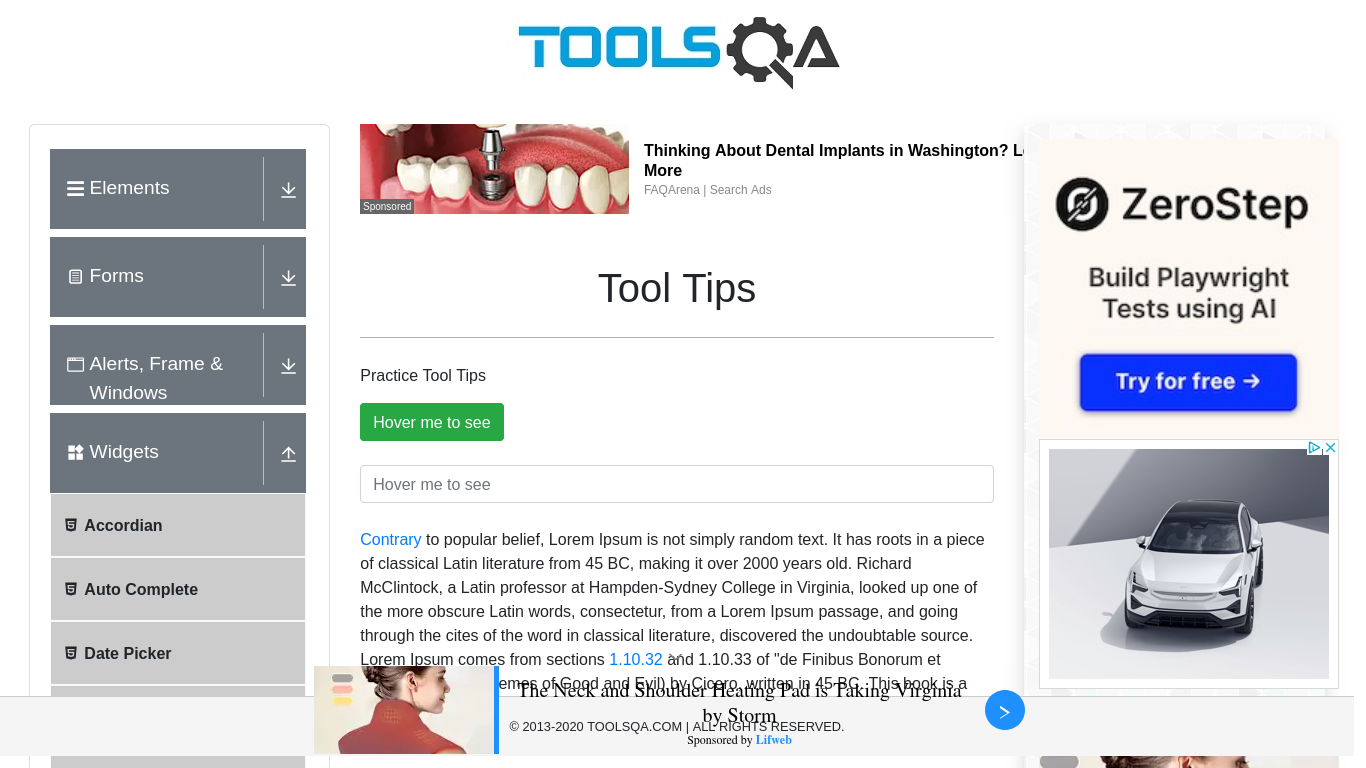 TOOLSQA
Elements
Forms
Alerts, Frame &
Windows
Widgets
Accordian
Auto Complete
Date Picker
Sponsored
Thinking About Dental Implants in Washington?
More
FAQArena | Search Ads
Tool Tips
Practice Tool Tips
Hover me to see
Hover me to see
Contrary to popular belief, Lorem Ipsum is not simply random text. It has roots in a piece
of classical Latin literature from 45 BC, making it over 2000 years old. Richard
McClintock, a Latin professor at Hampden-Sydney College in Virginia, looked up one of
the more obscure Latin words, consectetur, from a Lorem Ipsum passage, and going
through the cites of the word in classical literature, discovered the undoubtable source.
Lorem Ipsum comes from sections 1.10.32 and 1.10.33 of "de Finibus Bonorum et
of Good and Evil) by Cicero, written in 45 BC. This book is a
The Neck and Shoulder Heating Pad is Taking Virginia
by Storm
© 2013-2020 TOOLSQA.COM | ALL RIGHTS RESERVED.
Sponsored by Lifweb
ZeroStep
Build Playwright
Tests using AI
Try for free →